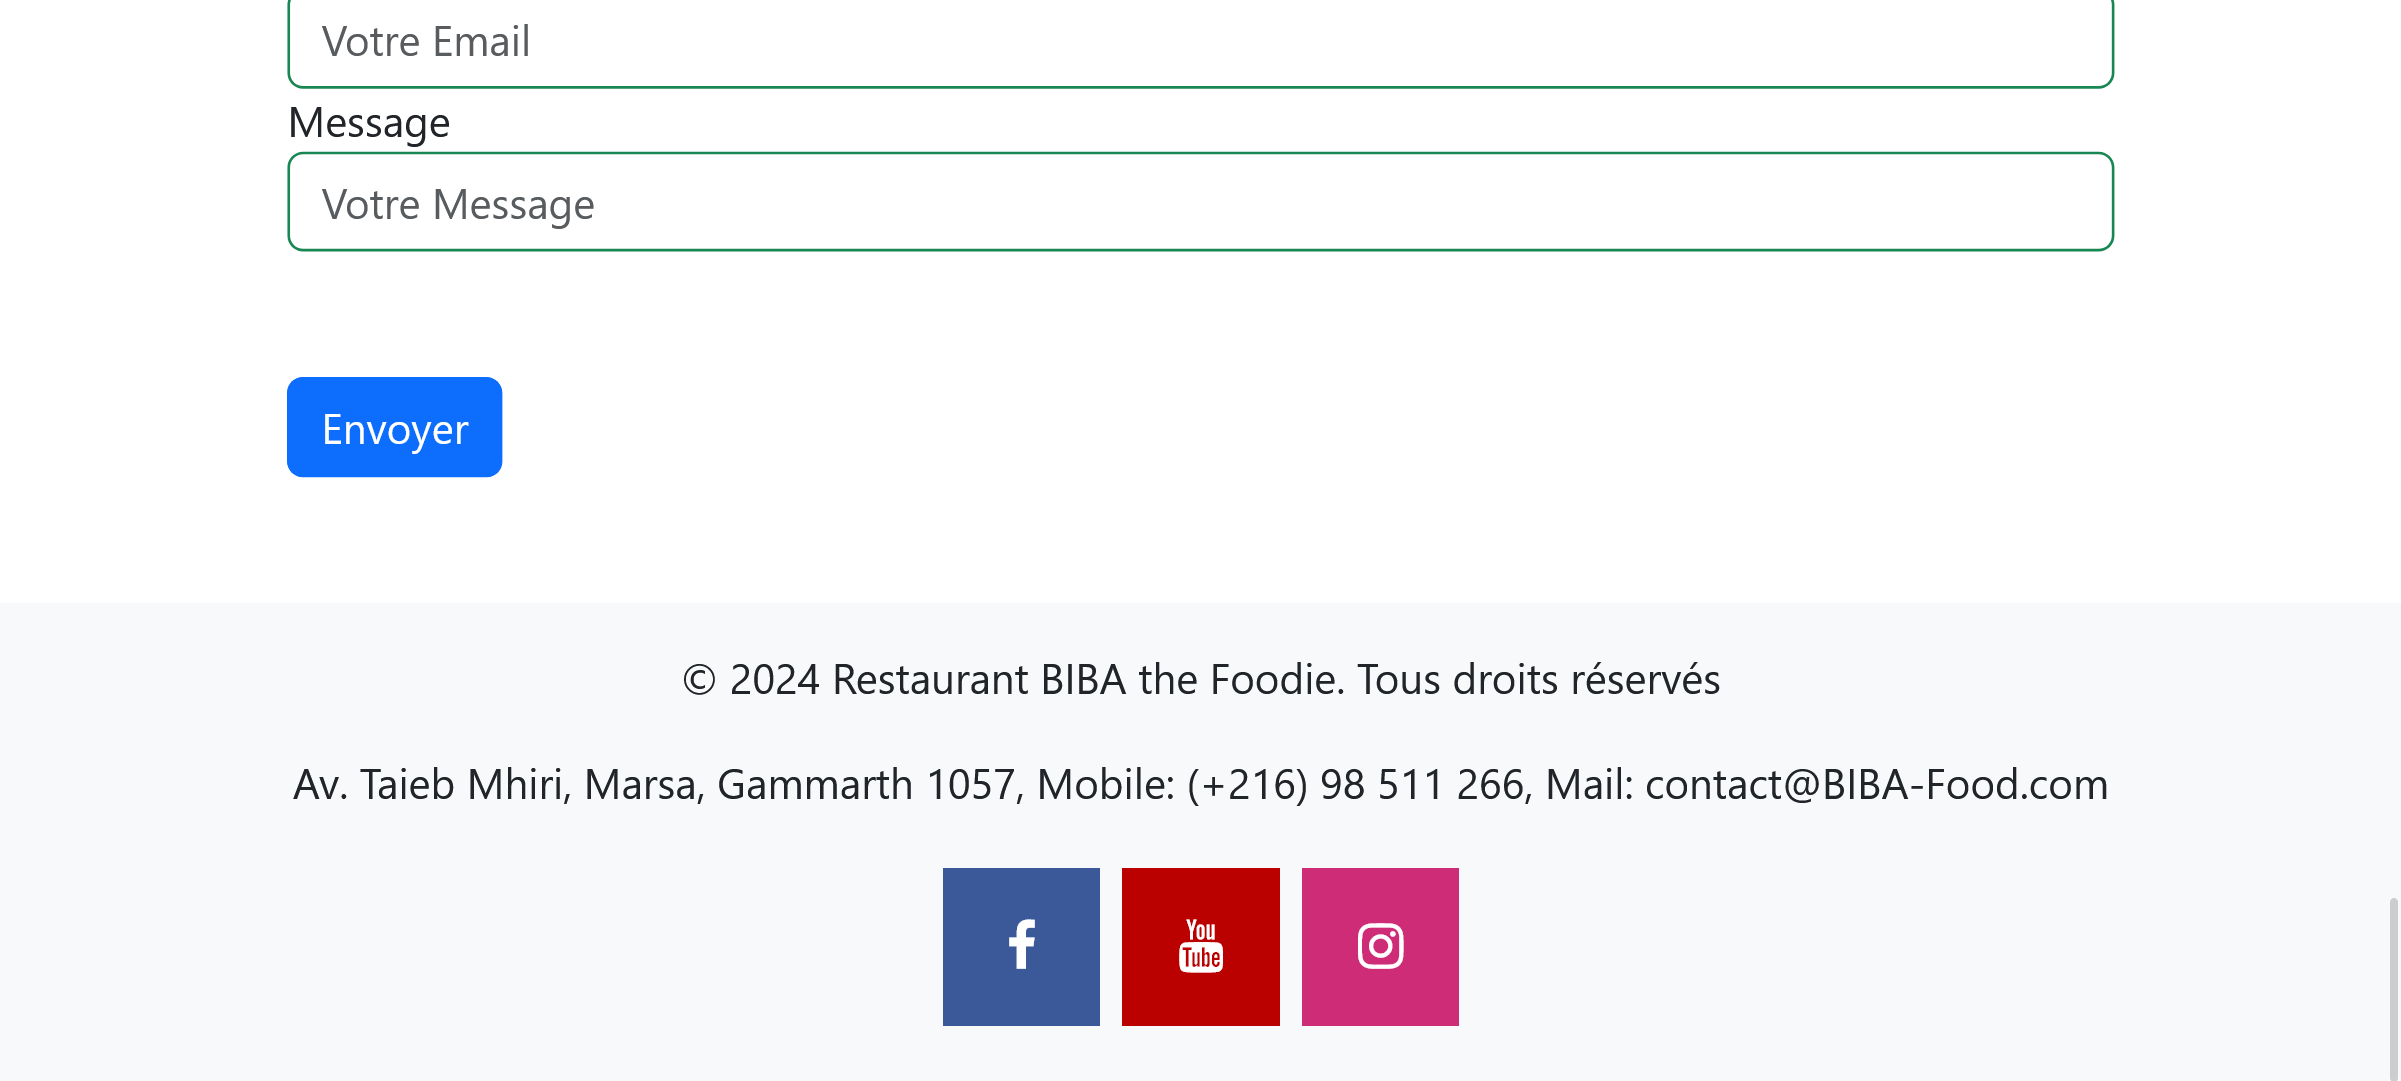 Votre Email
Message
Votre Message
Envoyer
© 2024 Restaurant BIBA the Foodie. Tous droits réservés
Av. Taieb Mhiri, Marsa, Gammarth 1057, Mobile: (+216) 98 511 266, Mail: contact@BIBA-Food.com
f
You
Tube